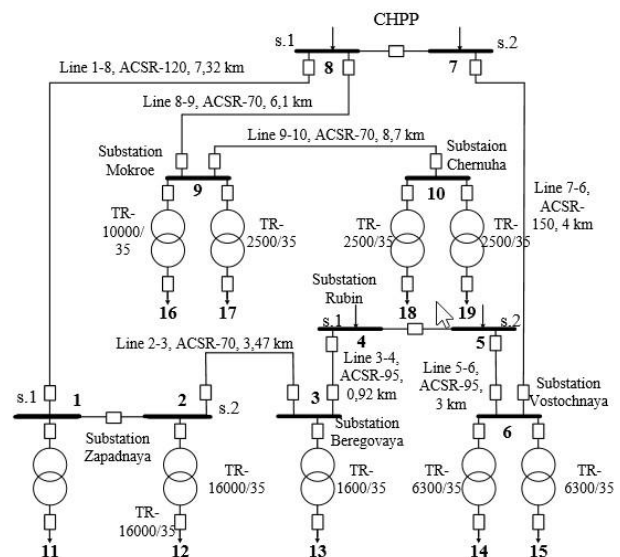 CHPP
s.1
s.2
8
7
Line 1-8, ACSR-120, 7,32 km
Line 8-9, ACSR-70, 6,1 km
Line 9-10, ACSR-70, 8,7 km
Substation
Mokroe
Substaion
Chernuha
9
10
Line 7-6,
ACSR-
150, 4 km
TR-
10000/
35
TR-
2500/35
TR-
2500/35
TR-
2500/35
16
17
18
19
Substation
Rubin
s.1
s.2
4
5
Line 2-3, ACSR-70, 3,47 km
Line 3-4,
ACSR-95,
0,92 km
Line 5-6,
ACSR-95,
3 km
Substation
Vostochnaya
s.1
1
2
s.2
3
6
Substation
Zapadnaya
Substation
Beregovaya
TR-
16000/35
TR-
16000/35
TR-
1600/35
TR-
6300/35
TR-
6300/35
11
12
13
14
15